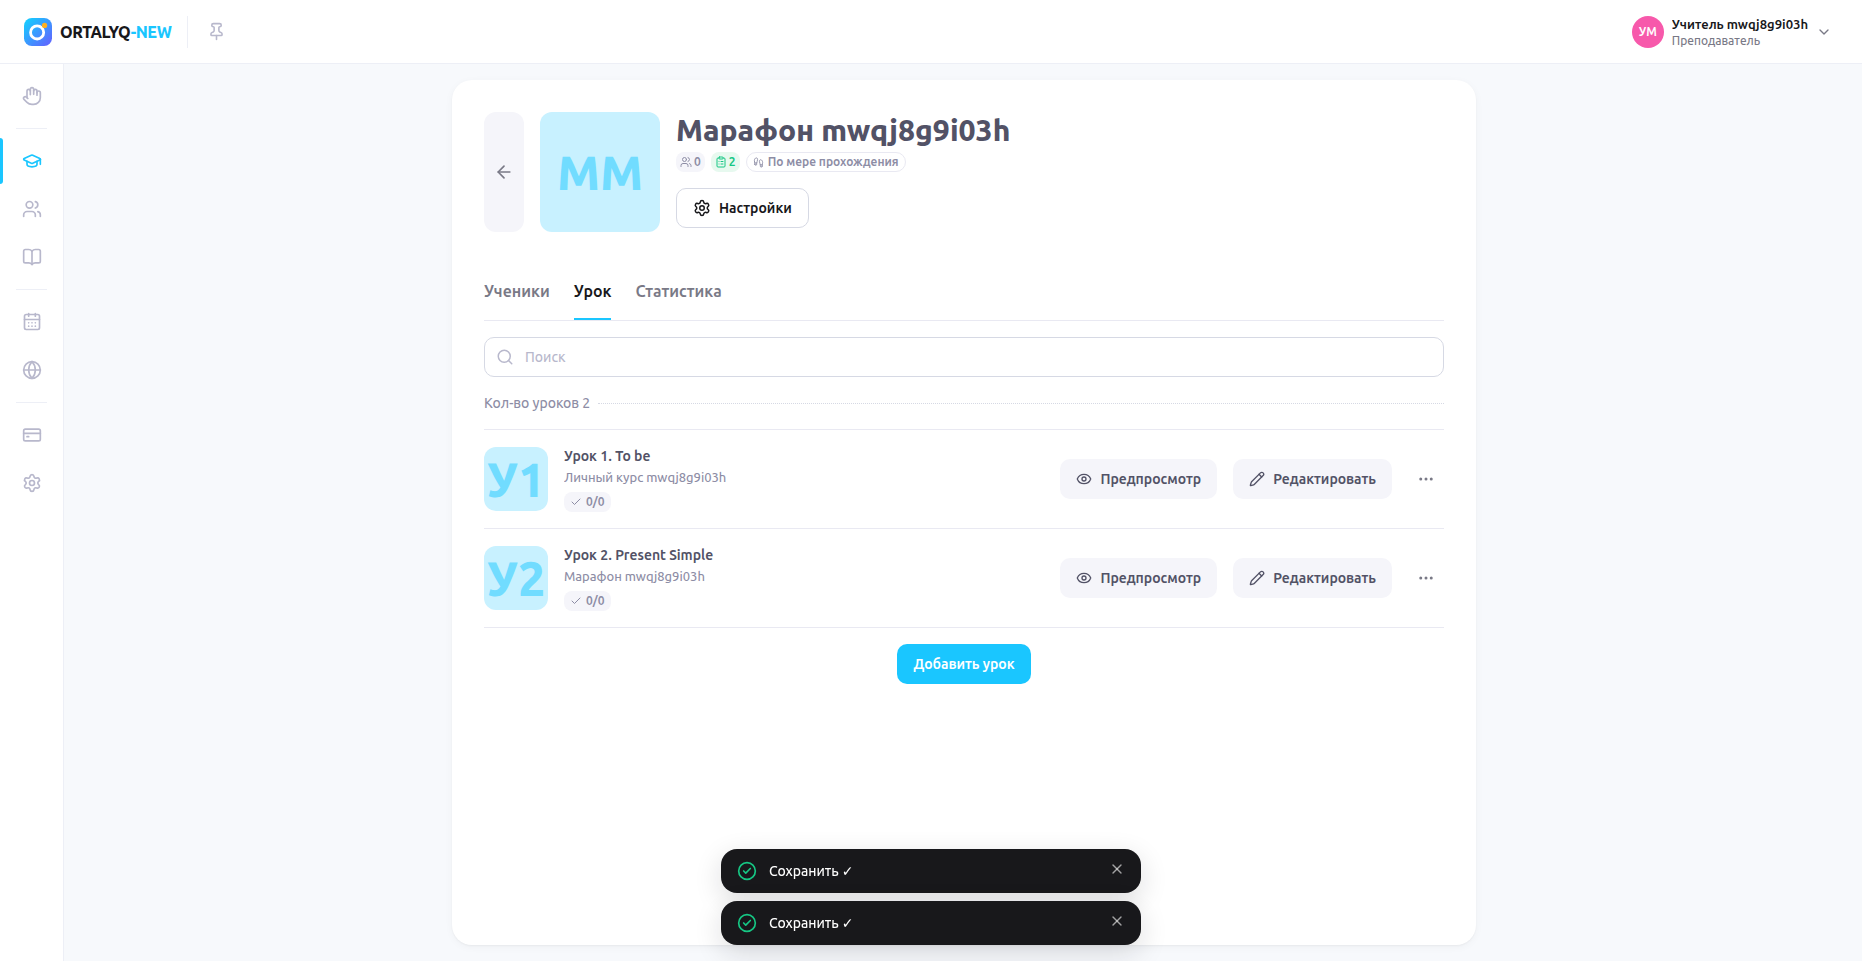 ORTALYQ-NEW
УМ
Учитель mwqj8g9i03h
Преподаватель
ММ
Марафон mwqj8g9i03h
0
2
По мере прохождения
Настройки
Ученики
Урок
Статистика
Поиск
Кол-во уроков 2
У1
Урок 1. To be
Личный курс mwqj8g9i03h
0/0
Предпросмотр
Редактировать
У2
Урок 2. Present Simple
Марафон mwqj8g9i03h
0/0
Предпросмотр
Редактировать
Добавить урок
Сохранить ✓
Сохранить ✓